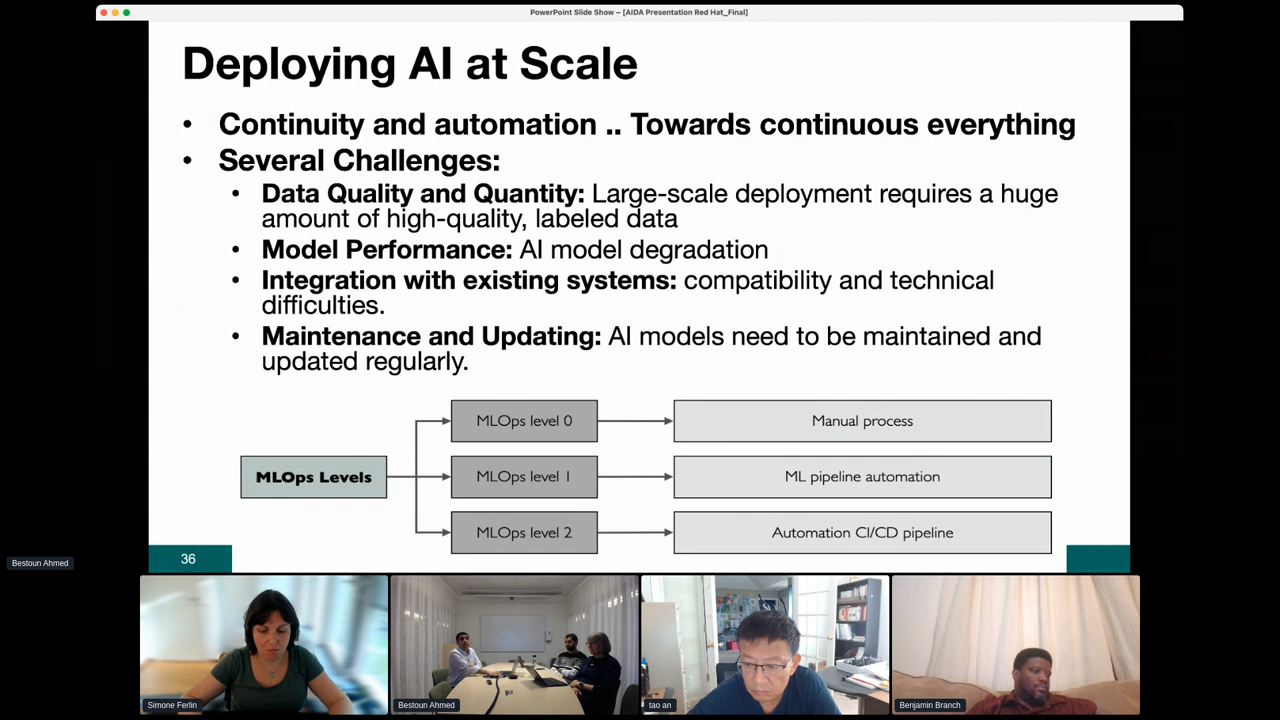 PowerPoint Slide Show – [AIDA Presentation Red Hat_Final]
Deploying AI at Scale
• Continuity and automation .. Towards continuous everything
• Several Challenges:
• Data Quality and Quantity: Large-scale deployment requires a huge
amount of high-quality, labeled data
• Model Performance: AI model degradation
• Integration with existing systems: compatibility and technical
difficulties.
• Maintenance and Updating: AI models need to be maintained and
updated regularly.
MLOps Levels
MLOps level 0
Manual process
MLOps level 1
ML pipeline automation
MLOps level 2
Automation CI/CD pipeline
36
Bestoun Ahmed
Simone Ferlin
Bestoun Ahmed
tao an
Benjamin Branch